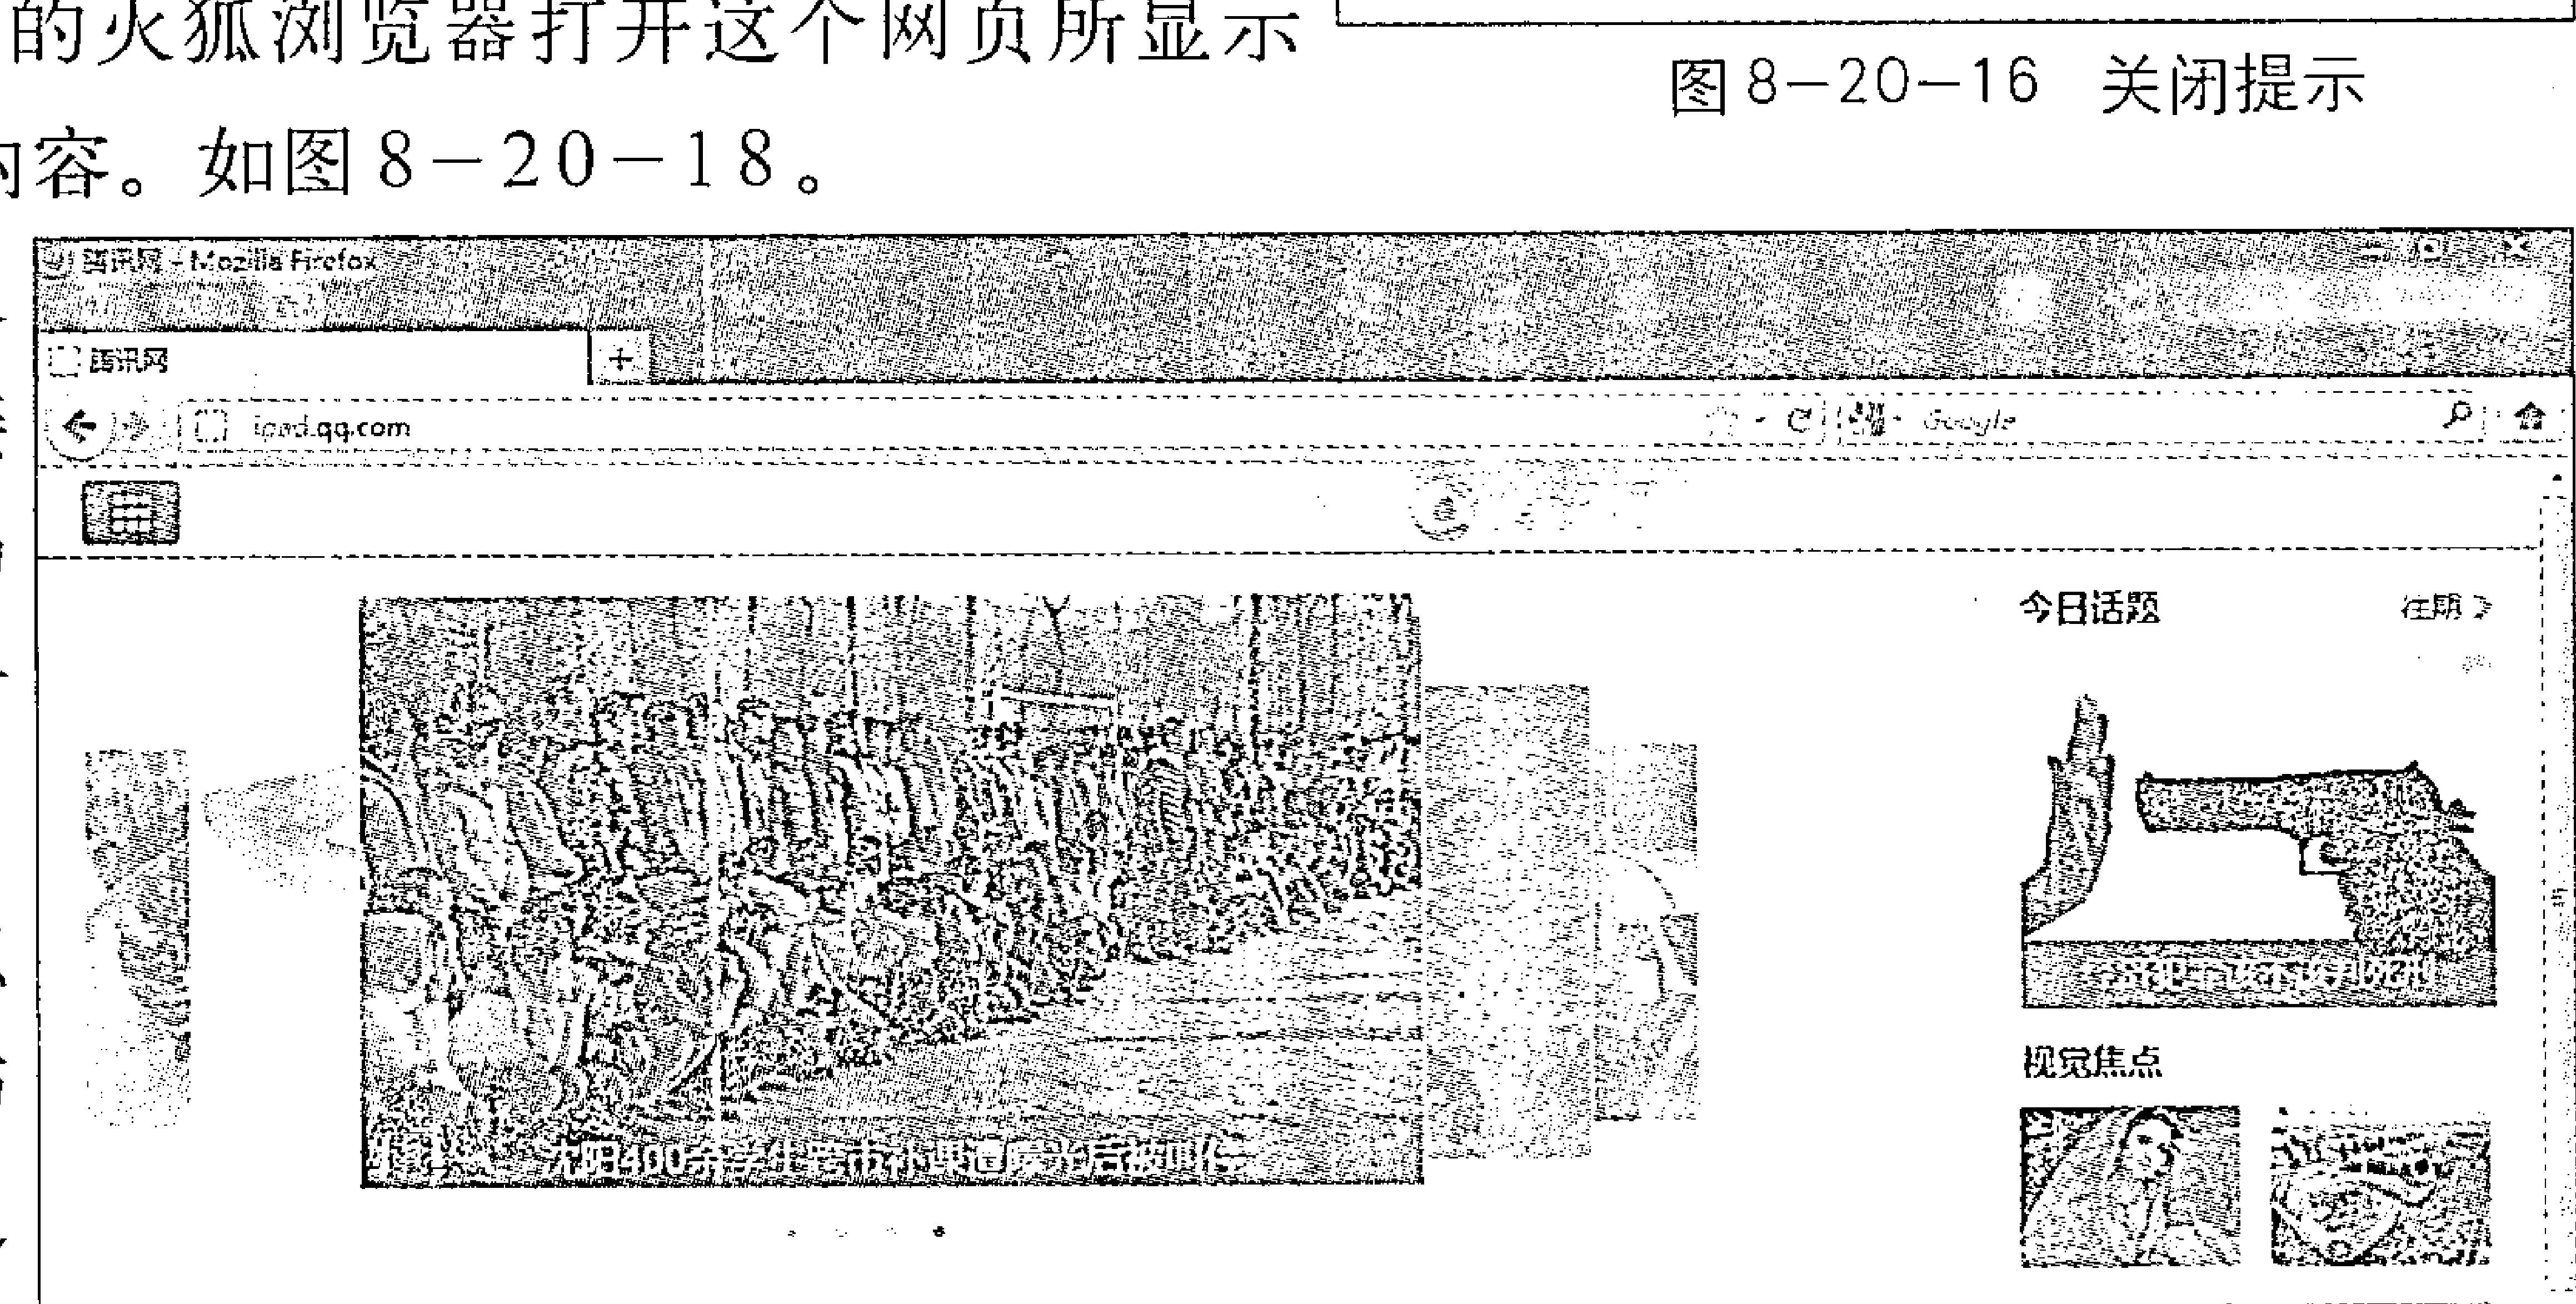 的火狐浏览器打开这个网页所显示
内容。如图8-20-18。
图8-20-16 关闭提示
腾讯网 - Mozilla Firefox
腾讯网
+
ipad.qq.com
Google
今日话题
往期 >
视觉焦点